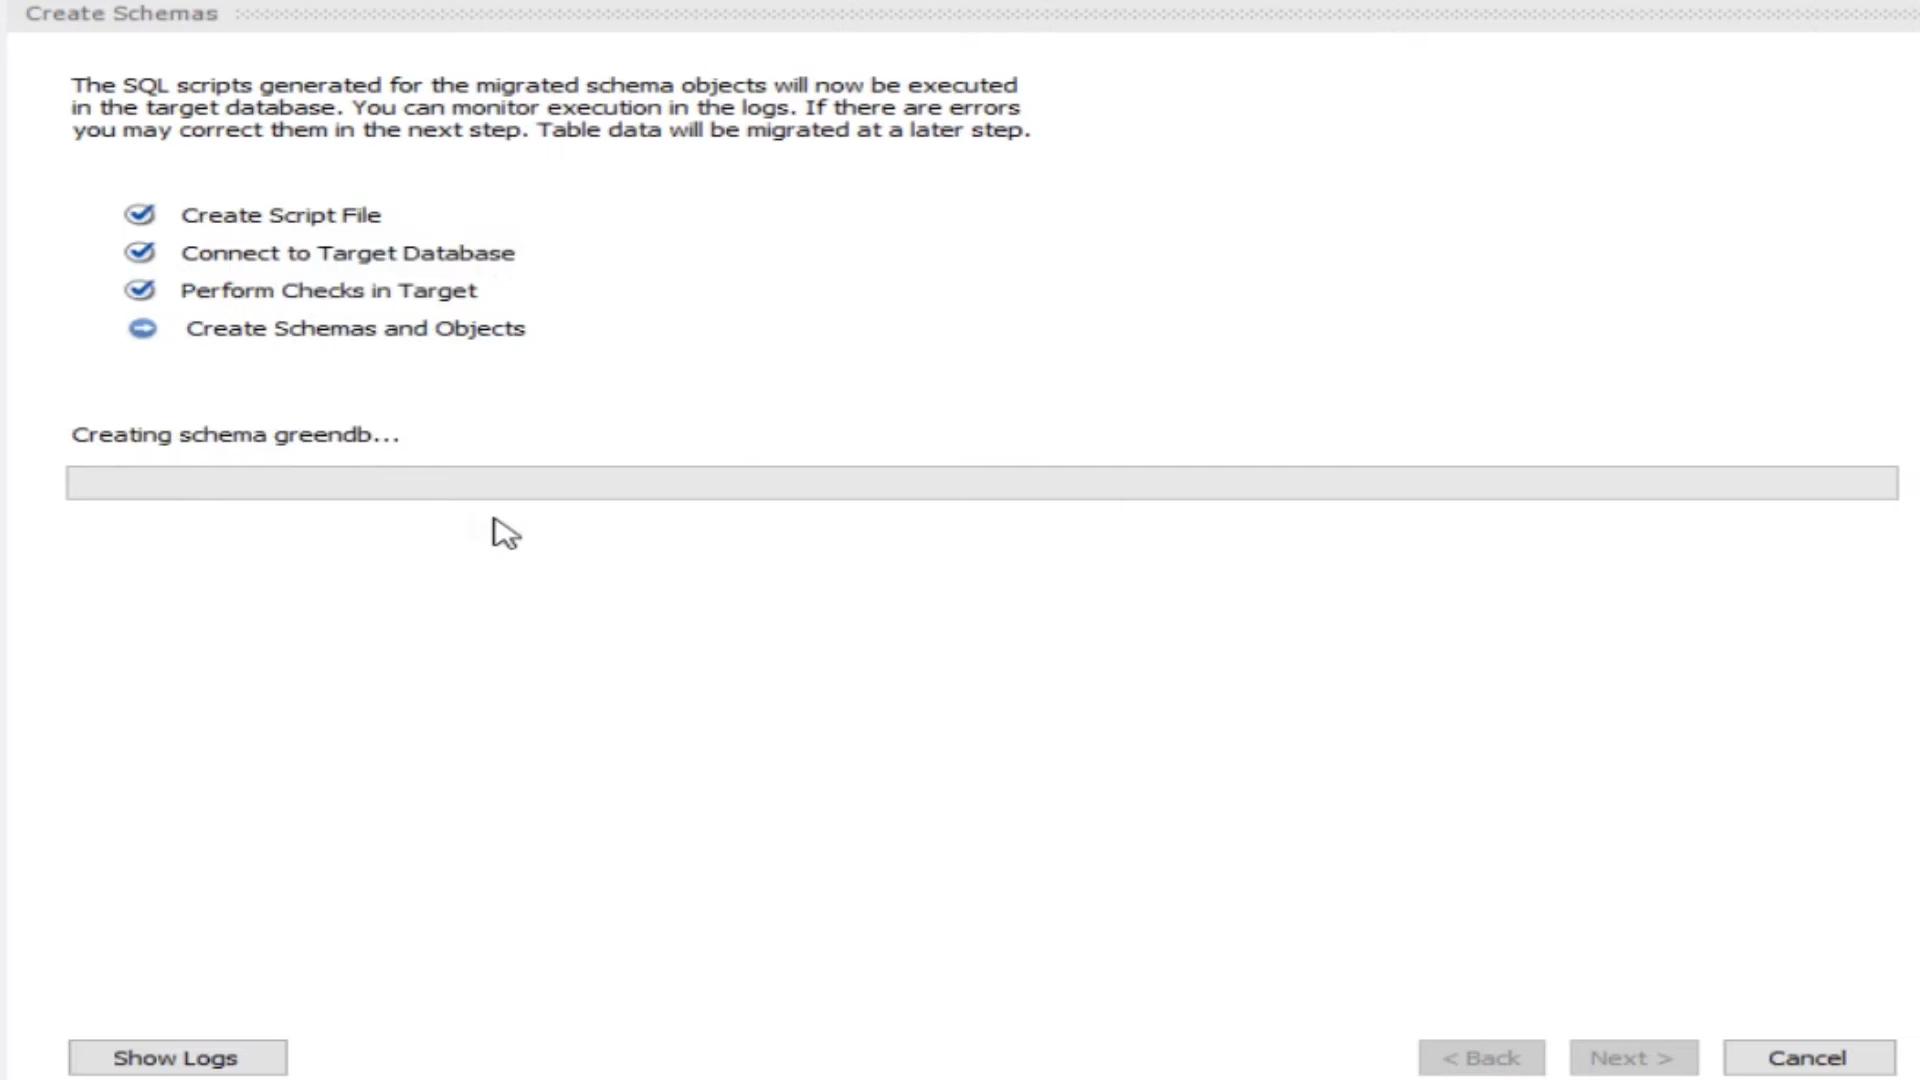 Create Schemas
The SQL scripts generated for the migrated schema objects will now be executed
in the target database. You can monitor execution in the logs. If there are errors
you may correct them in the next step. Table data will be migrated at a later step.
Create Script File
Connect to Target Database
Perform Checks in Target
Create Schemas and Objects
Creating schema greendb...
Show Logs
< Back
Next >
Cancel